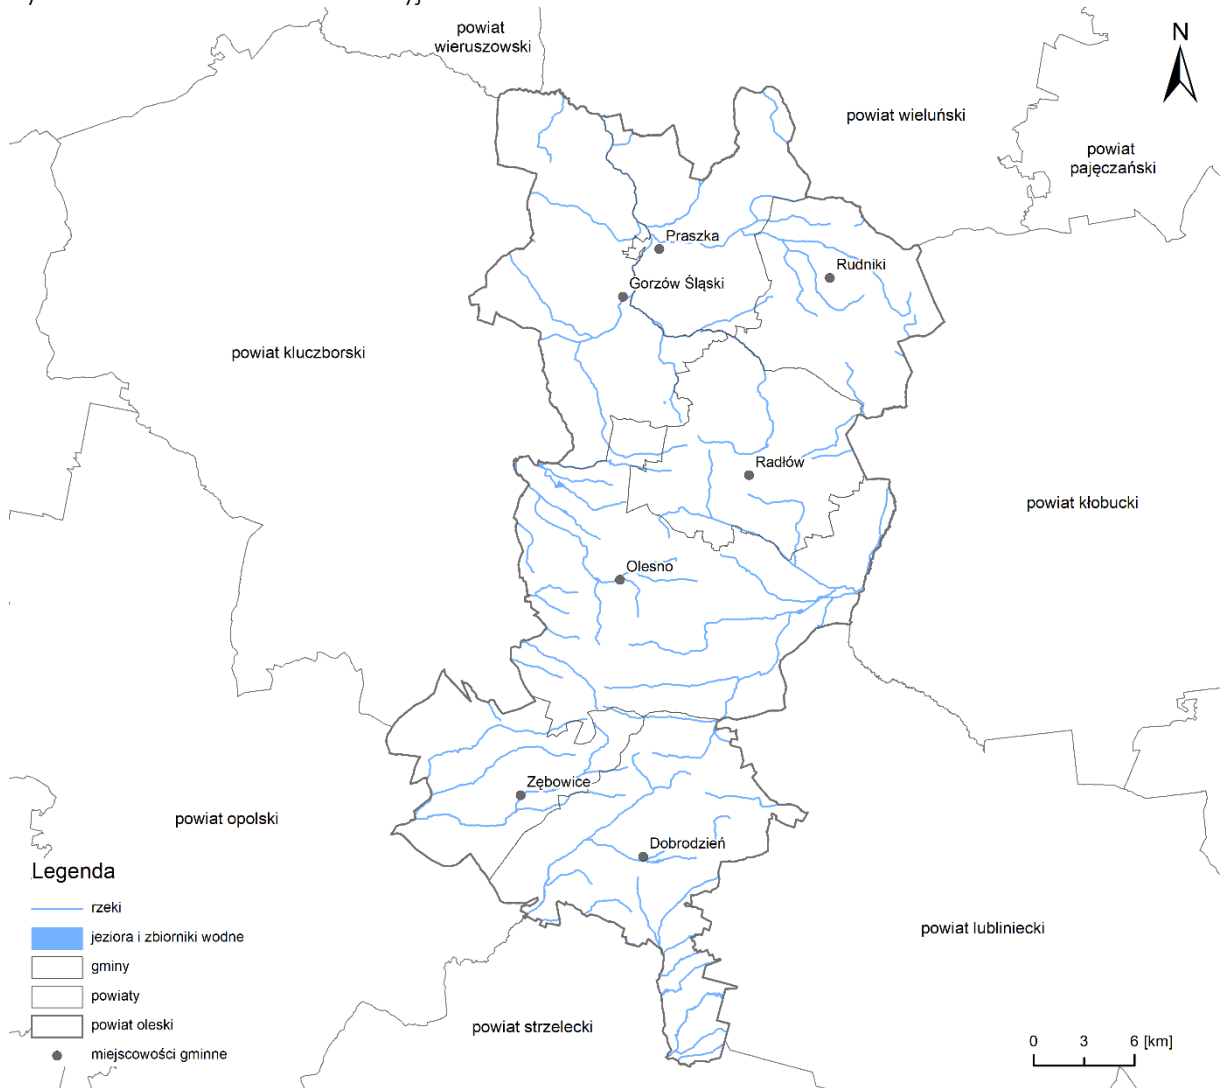 powiat
wieruszowski
N
powiat wieluński
powiat
pajęczański
Praszka
Rudniki
Gorzów Śląski
powiat kluczborski
Radłów
powiat kłobucki
Olesno
Zębowice
powiat opolski
Dobrodzień
Legenda
rzeki
jeziora i zbiorniki wodne
gminy
powiaty
powiat oleski
miejscowości gminne
powiat lubliniecki
powiat strzelecki
0 3 6 [km]